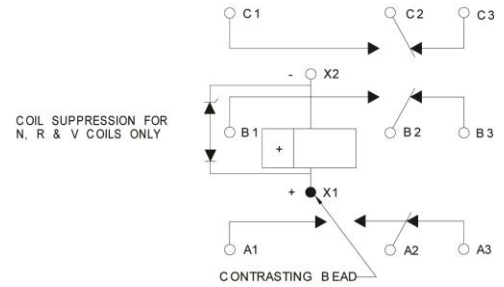 C1
C2
C3
- X2
COIL SUPPRESSION FOR
N, R & V COILS ONLY
B1
B2
B3
+
+ X1
A1
A2
A3
CONTRASTING BEAD